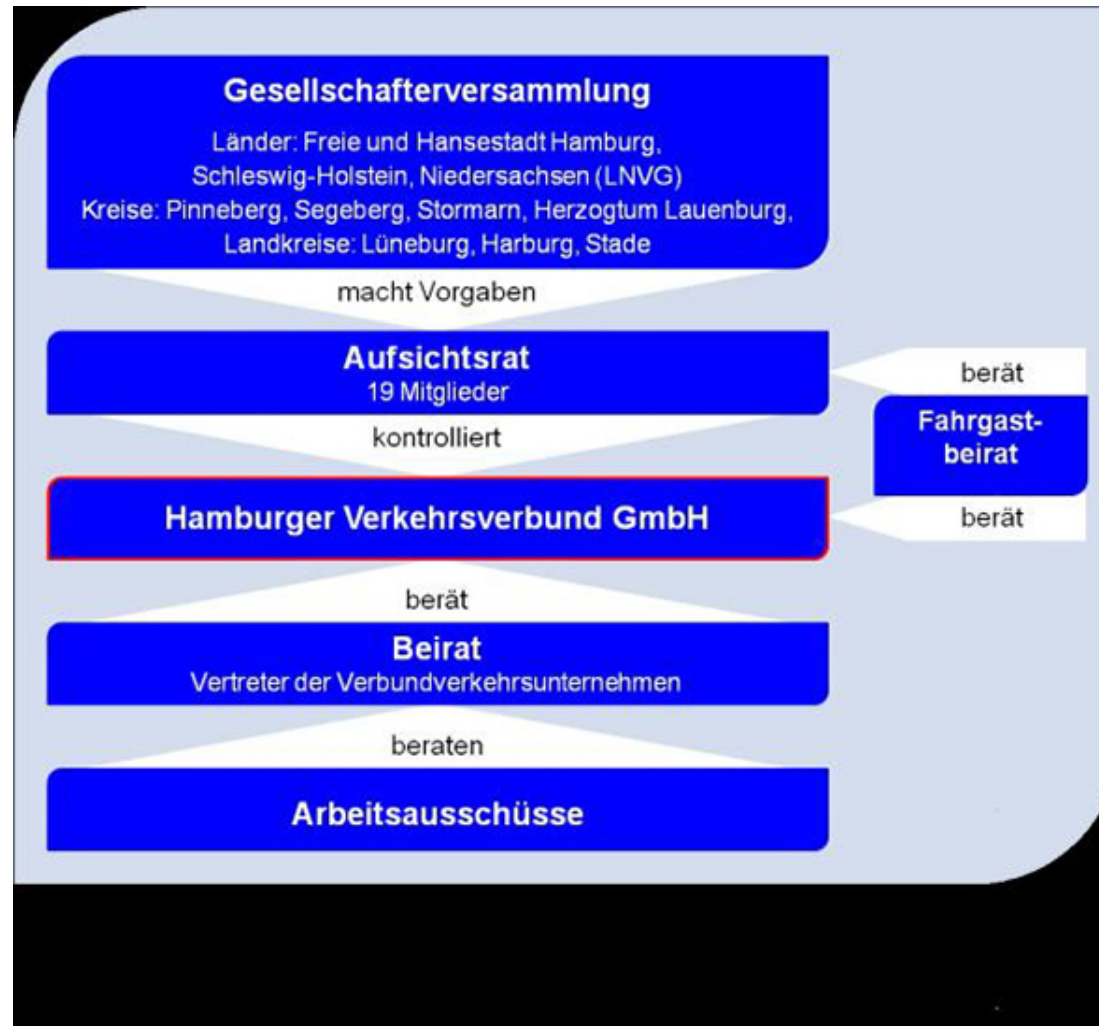 Gesellschafterversammlung
Länder: Freie und Hansestadt Hamburg,
Schleswig-Holstein, Niedersachsen (LNVG)
Kreise: Pinneberg, Segeberg, Stormarn, Herzogtum Lauenburg,
Landkreise: Lüneburg, Harburg, Stade
macht Vorgaben
Aufsichtsrat
19 Mitglieder
berät
kontrolliert
Fahrgast-
beirat
Hamburger Verkehrsverbund GmbH
berät
berät
Beirat
Vertreter der Verbundverkehrsunternehmen
beraten
Arbeitsausschüsse